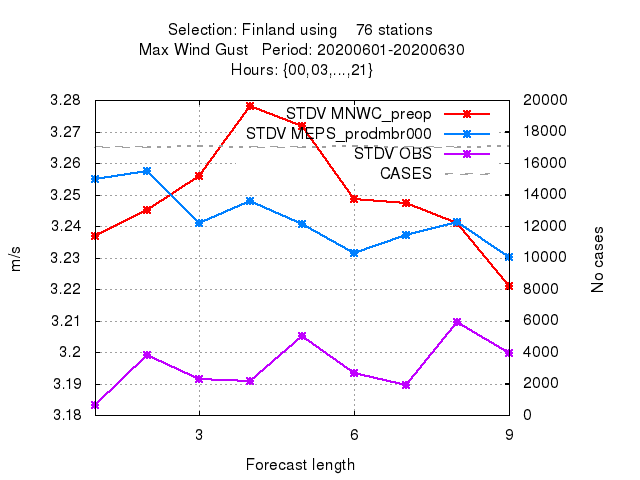 Selection: Finland using 76 stations
Max Wind Gust Period: 20200601-20200630
Hours: {00,03,...,21}
3.28
3.27
3.26
3.25
3.24
3.23
3.22
3.21
3.2
3.19
3.18
m/s
STDV MNWC_preop
STDV MEPS_prodmbr000
STDV OBS
CASES
20000
18000
16000
14000
12000
10000
8000
6000
4000
2000
0
No cases
3 6 9
Forecast length